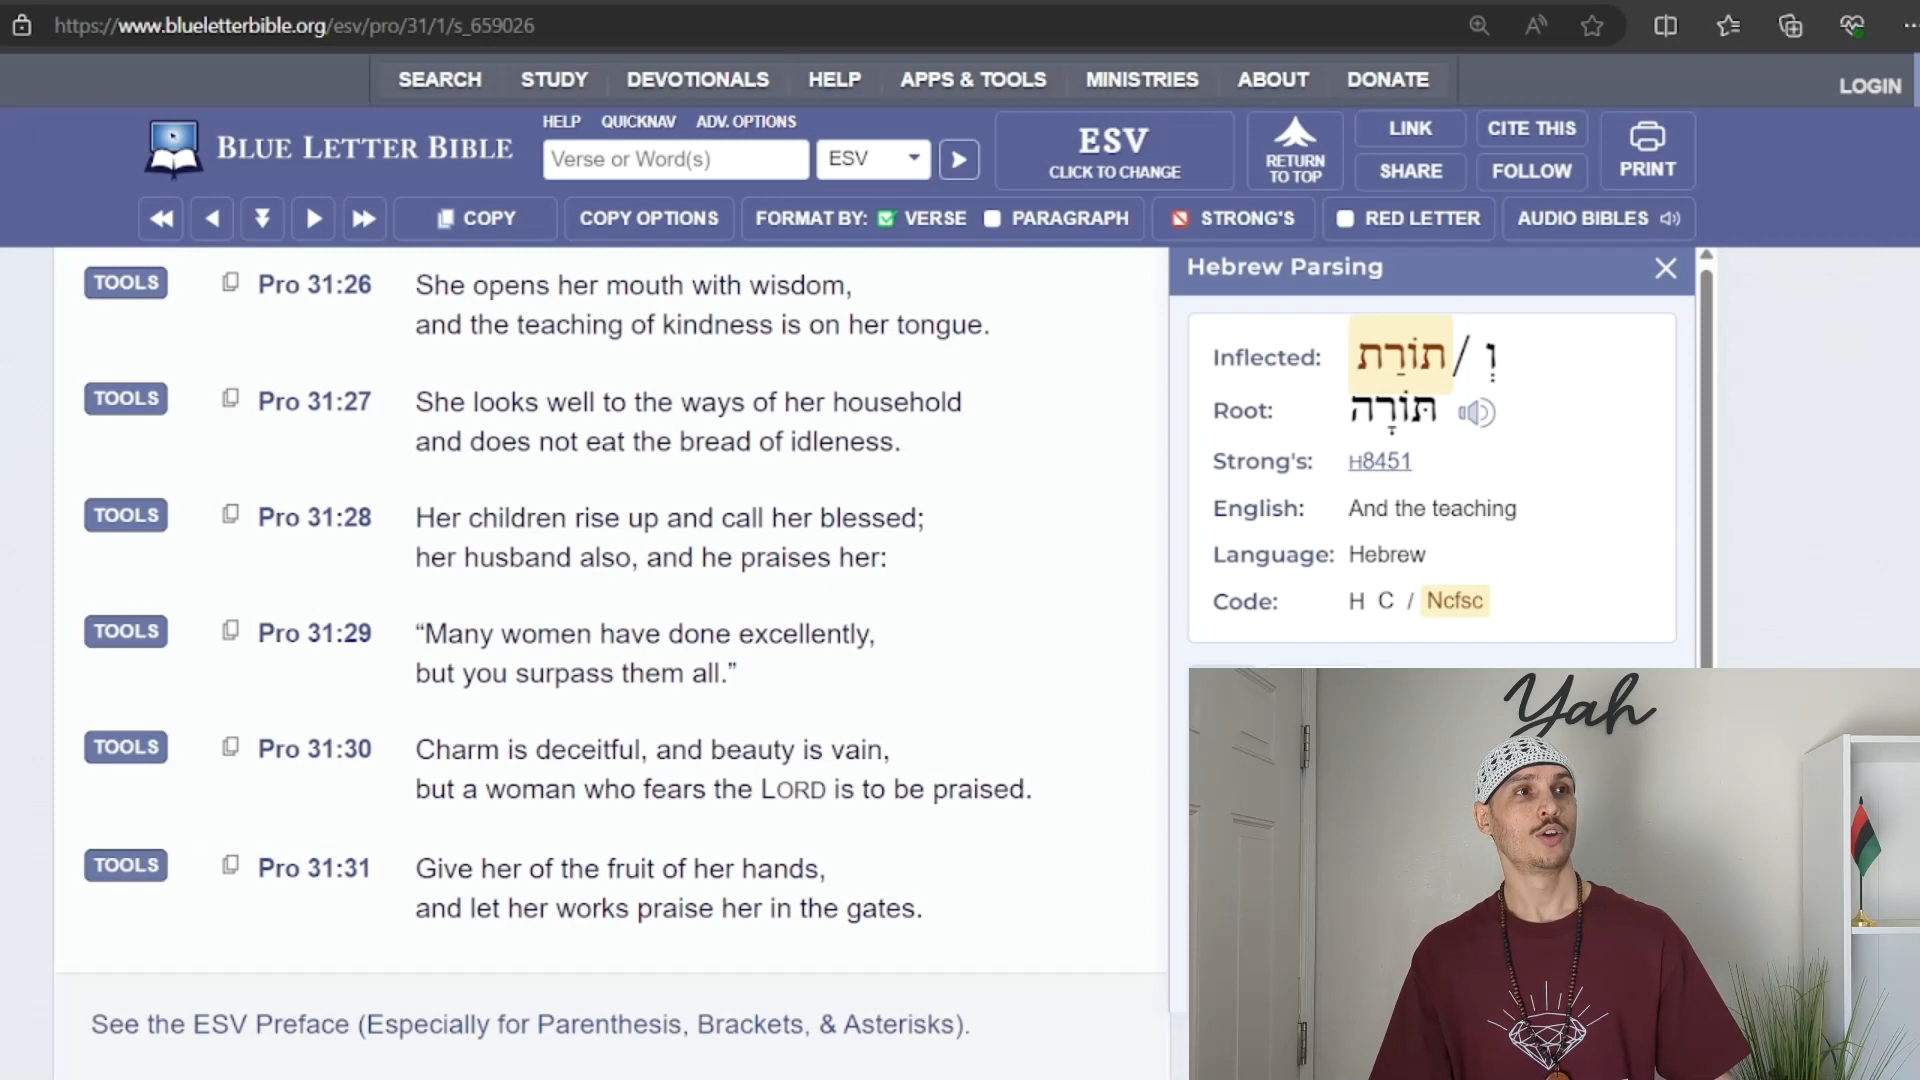 https://www.blueletterbible.org/esv/pro/31/1/s_659026
SEARCH STUDY DEVOTIONALS HELP APPS & TOOLS MINISTRIES ABOUT DONATE
LOGIN
BLUE LETTER BIBLE
HELP QUICKNAV ADV. OPTIONS
Verse or Word(s) ESV
ESV
CLICK TO CHANGE
RETURN
TO TOP
LINK
SHARE
CITE THIS
FOLLOW
PRINT
COPY COPY OPTIONS FORMAT BY: VERSE PARAGRAPH STRONG'S RED LETTER AUDIO BIBLES
TOOLS Pro 31:26 She opens her mouth with wisdom,
and the teaching of kindness is on her tongue.
TOOLS Pro 31:27 She looks well to the ways of her household
and does not eat the bread of idleness.
TOOLS Pro 31:28 Her children rise up and call her blessed;
her husband also, and he praises her:
TOOLS Pro 31:29 “Many women have done excellently,
but you surpass them all.”
TOOLS Pro 31:30 Charm is deceitful, and beauty is vain,
but a woman who fears the LORD is to be praised.
TOOLS Pro 31:31 Give her of the fruit of her hands,
and let her works praise her in the gates.
See the ESV Preface (Especially for Parenthesis, Brackets, & Asterisks).
Hebrew Parsing
Inflected: וְ / תוֹרַת
Root: תּוֹרָה
Strong's: H8451
English: And the teaching
Language: Hebrew
Code: H C / Ncfsc
Yah